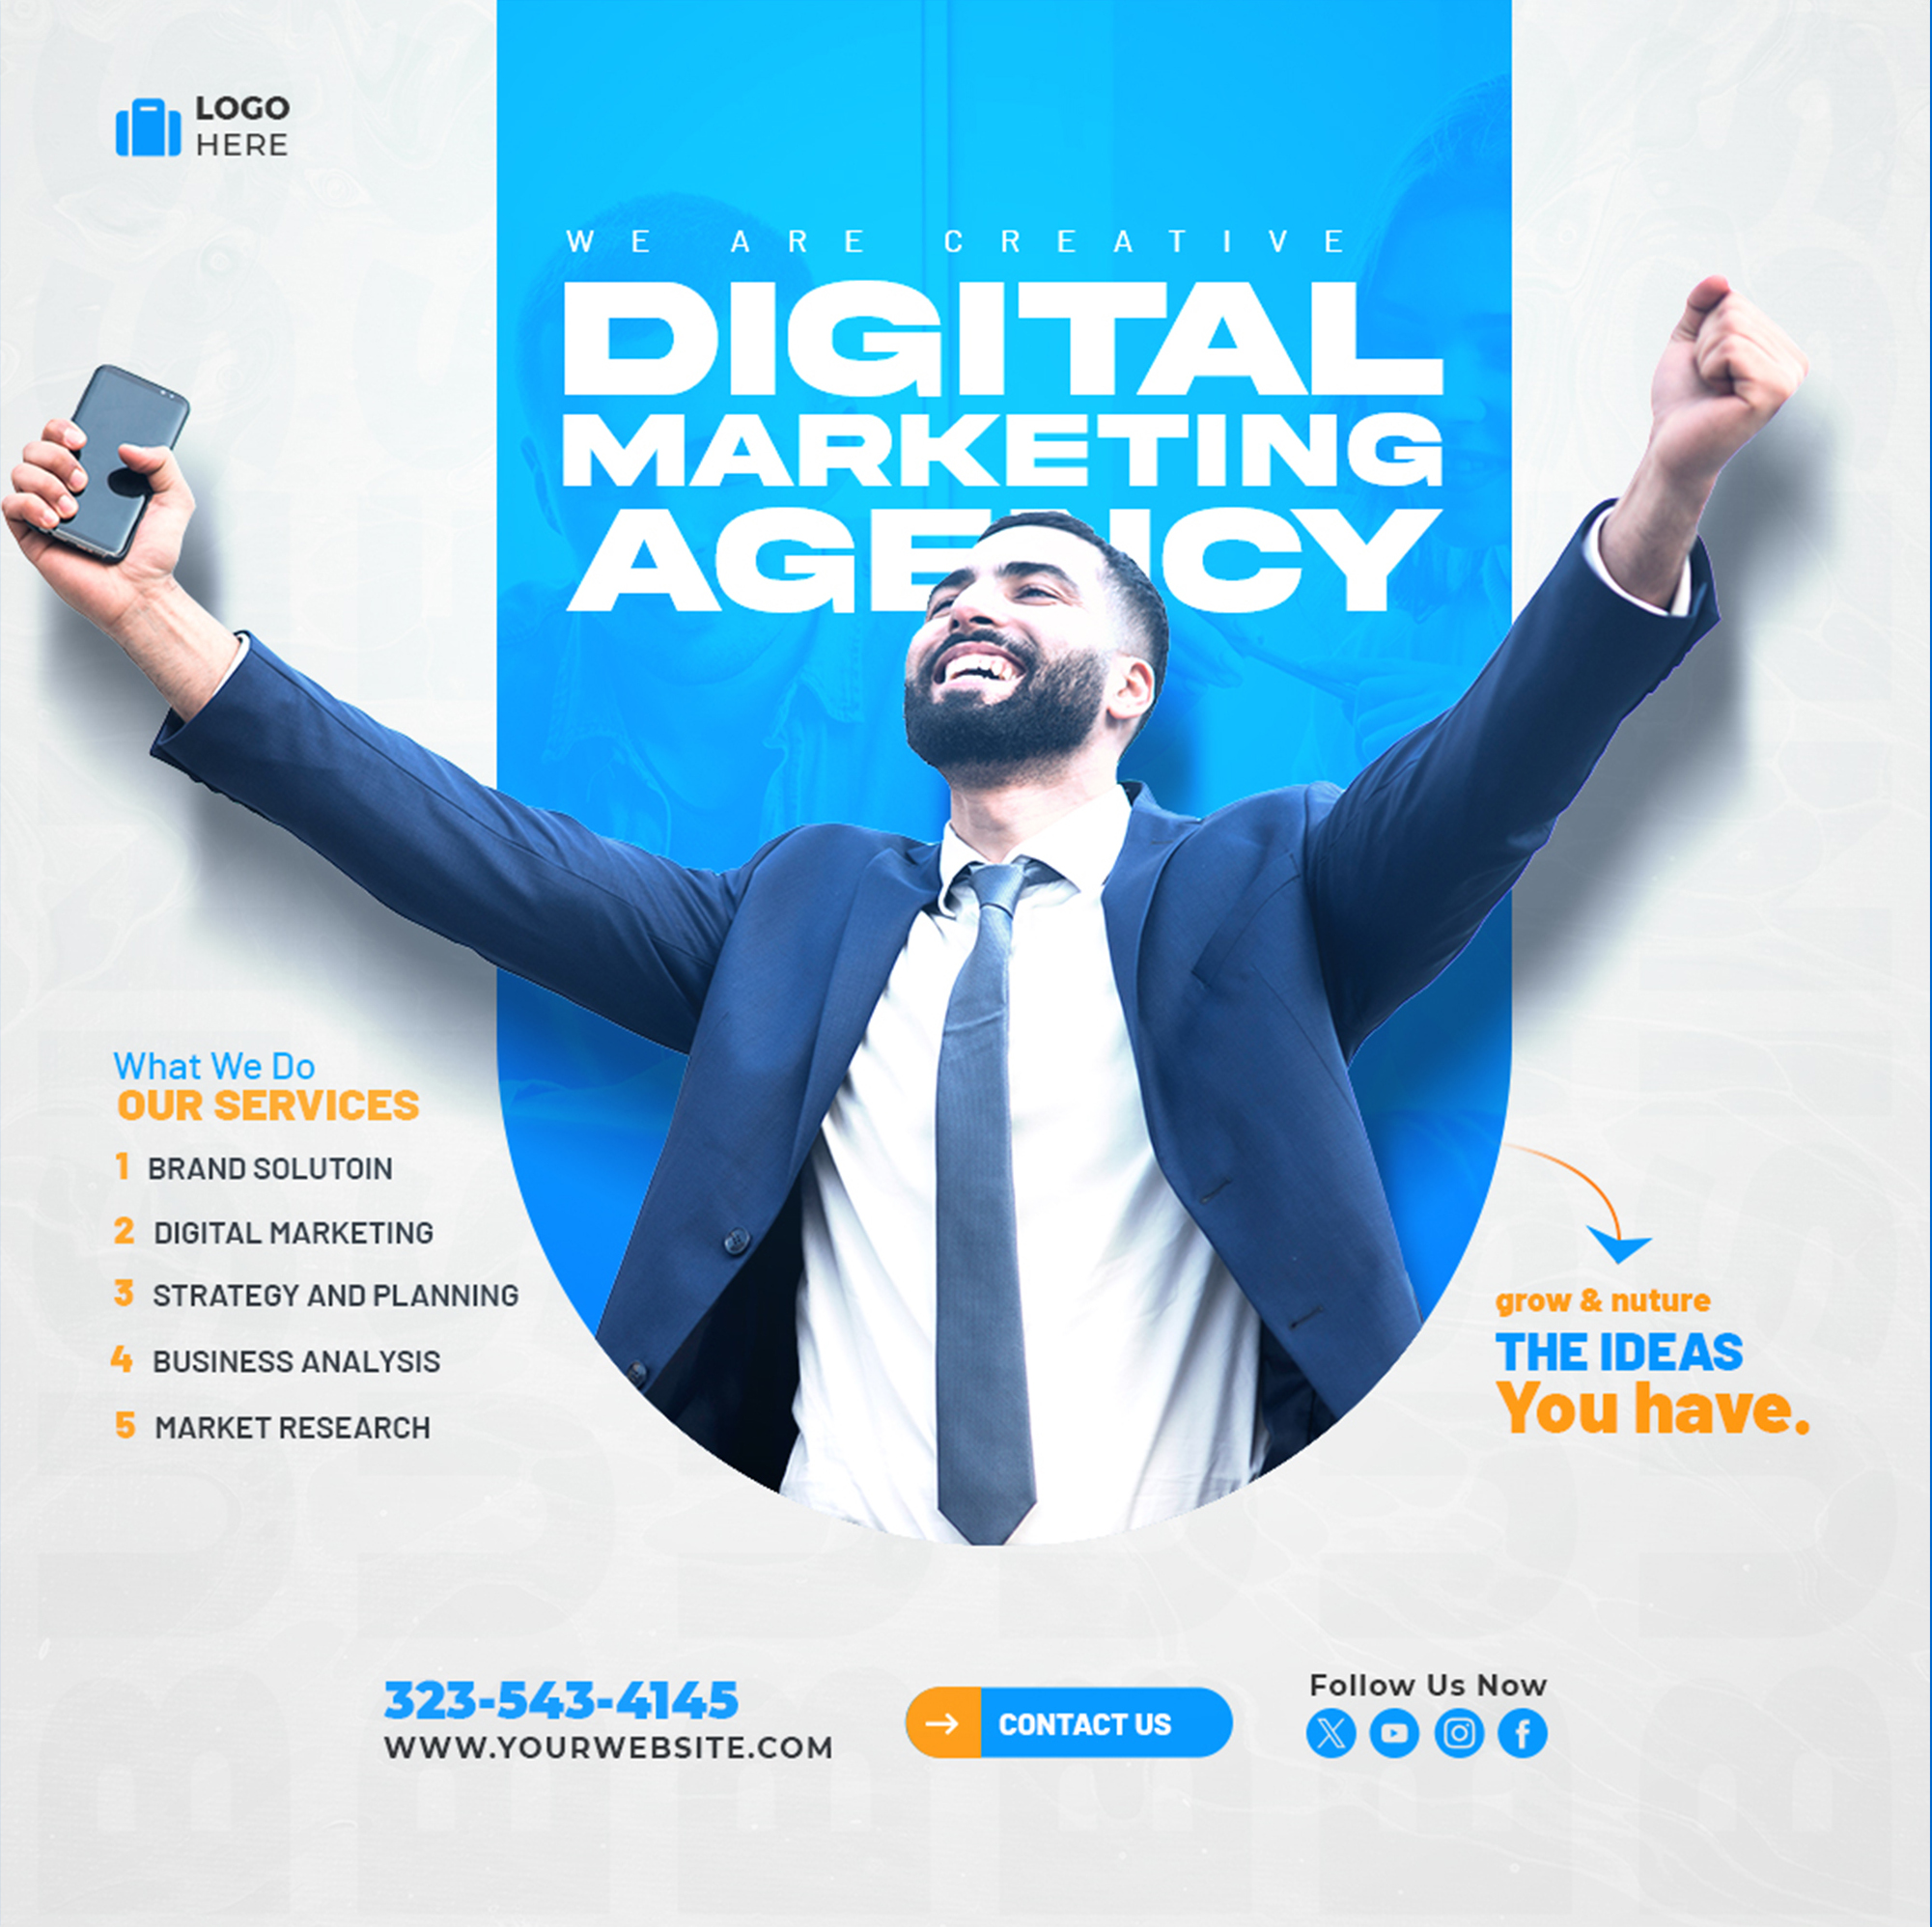 LOGO
HERE
WE ARE CREATIVE
DIGITAL
MARKETING
AGENCY
What We Do
OUR SERVICES
1 BRAND SOLUTOIN
2 DIGITAL MARKETING
3 STRATEGY AND PLANNING
4 BUSINESS ANALYSIS
5 MARKET RESEARCH
grow & nuture
THE IDEAS
You have.
323-543-4145
WWW.YOURWEBSITE.COM
CONTACT US
Follow Us Now